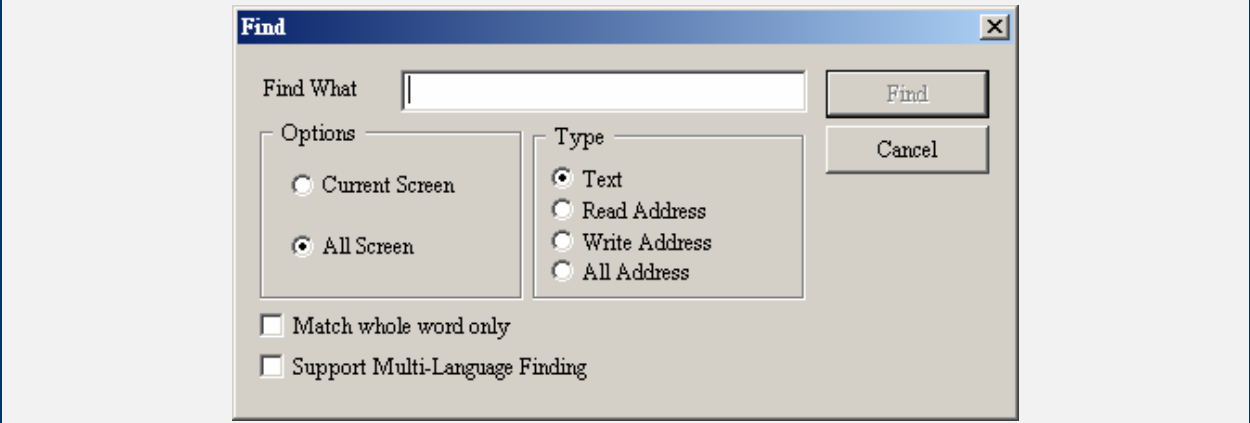 Find
Find What
Find
Options
Type
Cancel
Current Screen
Text
Read Address
All Screen
Write Address
All Address
Match whole word only
Support Multi-Language Finding